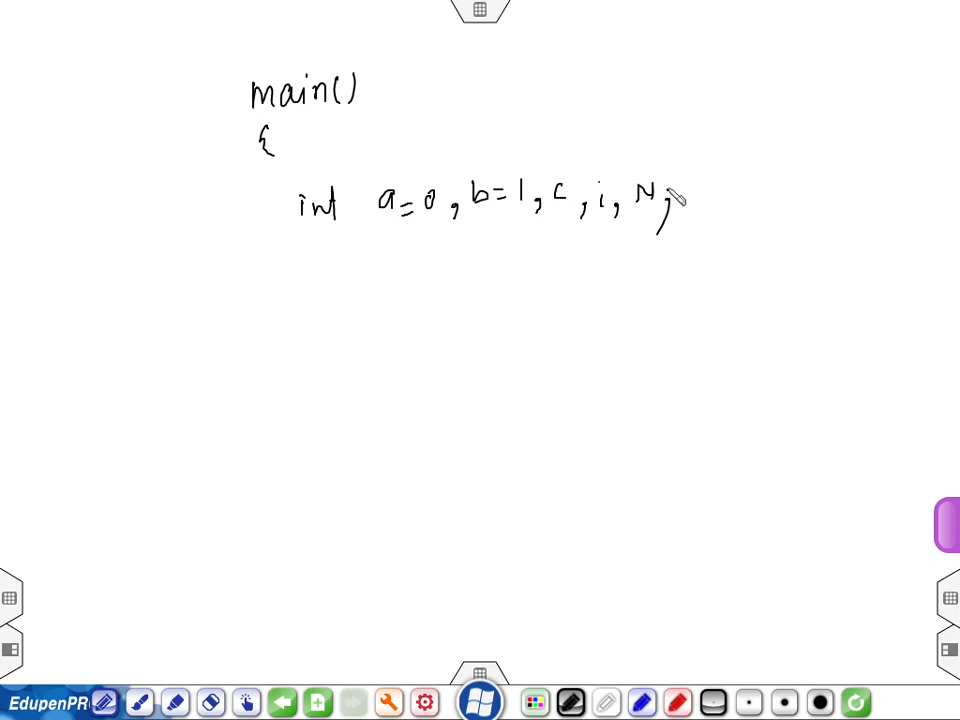 main()
{
int a=0, b=1, c, i, N;
EdupenPR